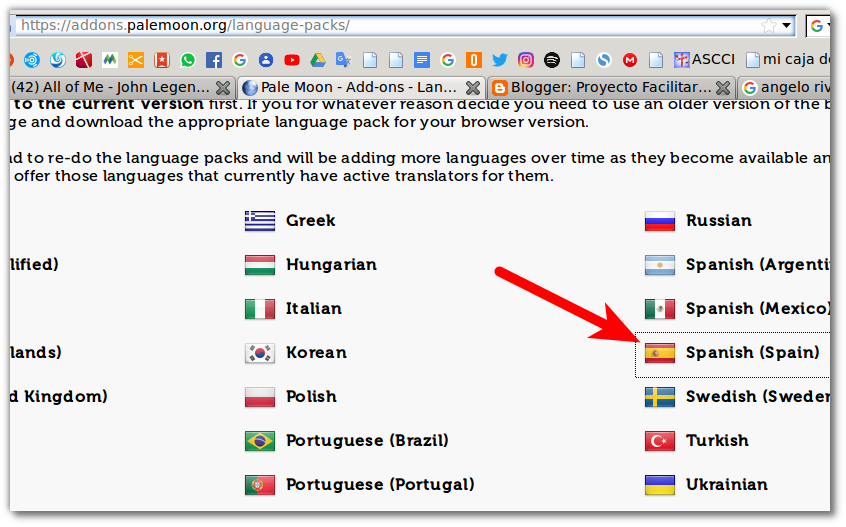 https://addons.palemoon.org/language-packs/
ASCCI
mi caja de
(42) All of Me - John Legen...
Pale Moon - Add-ons - Lan...
Blogger: Proyecto Facilitar...
angelo riv
to the current version first. If you for whatever reason decide you need to use an older version of the b
ge and download the appropriate language pack for your browser version.
ad to re-do the language packs and will be adding more languages over time as they become available an
offer those languages that currently have active translators for them.
Greek
Russian
lified)
Hungarian
Spanish (Argenti
Italian
Spanish (Mexico)
lands)
Korean
Spanish (Spain)
d Kingdom)
Polish
Swedish (Sweden
Portuguese (Brazil)
Turkish
Portuguese (Portugal)
Ukrainian